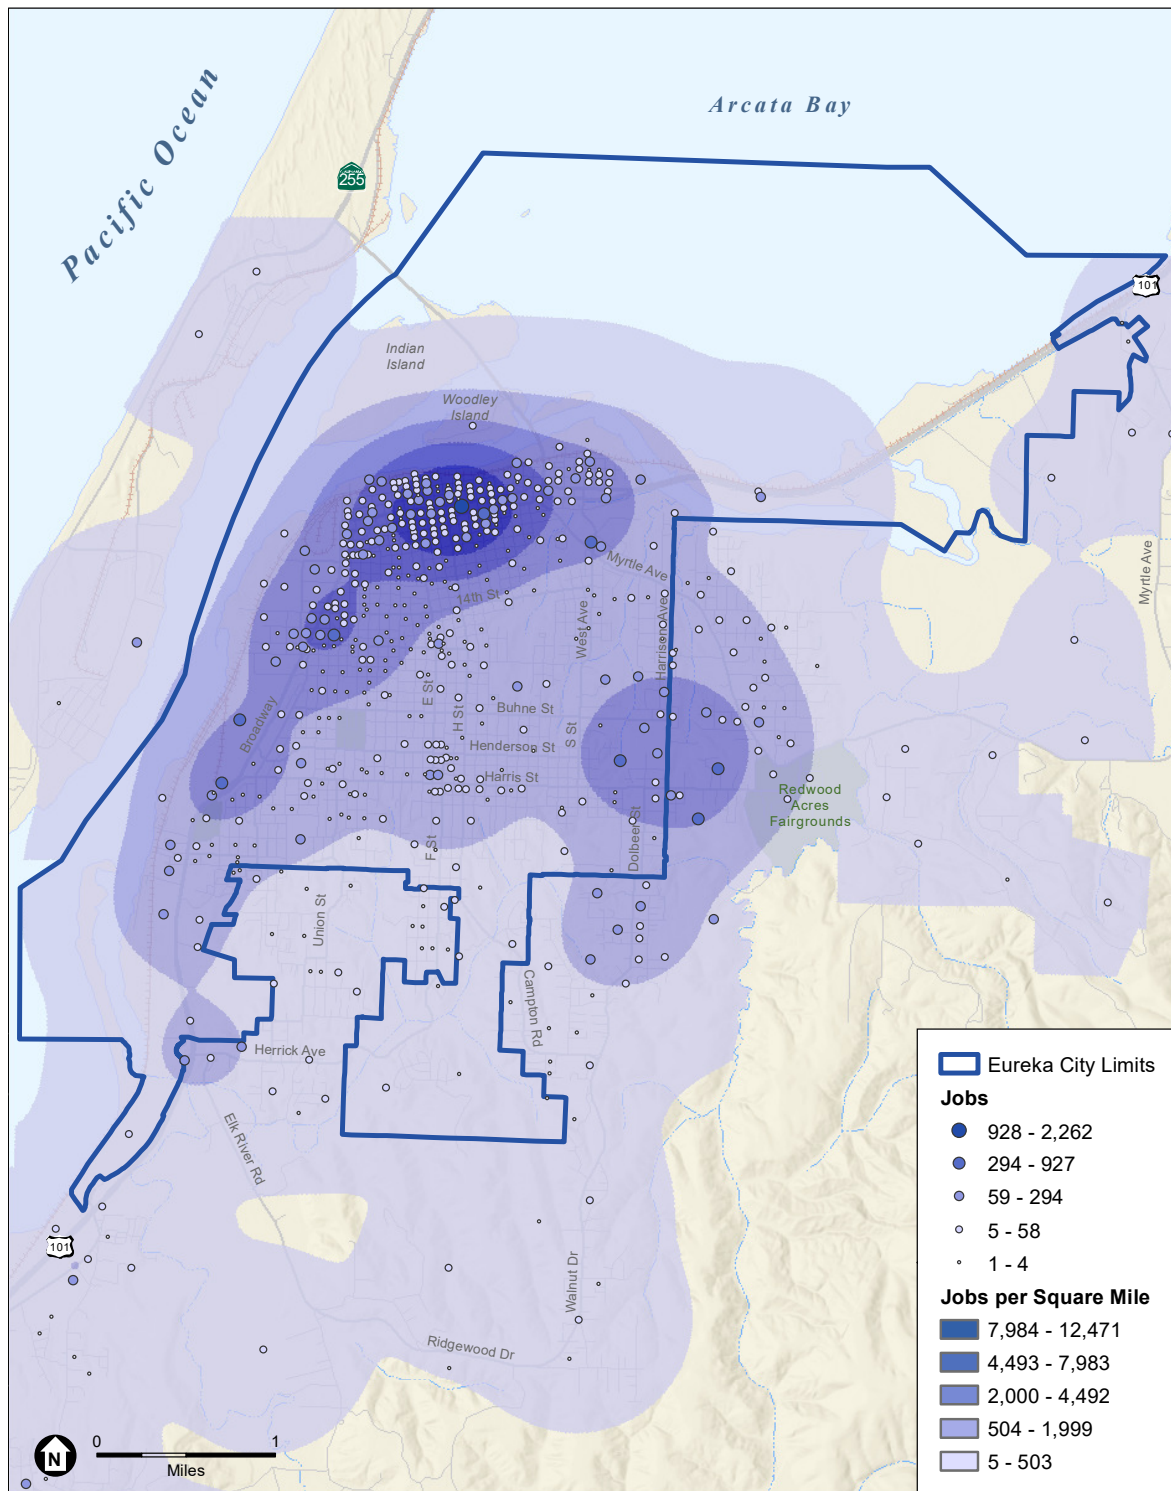 Pacific Ocean
Arcata Bay
255
101
Indian
Island
Woodley
Island
Myrtle Ave
Myrtle Ave
14th St
West Ave
Harrison Ave
E St
H St
Buhne St
S St
Broadway
Henderson St
Harris St
Redwood
Acres
Fairgrounds
F St
Dolbeer St
Union St
Campton Rd
Herrick Ave
Elk River Rd
101
Walnut Dr
Ridgewood Dr
Eureka City Limits
Jobs
928 - 2,262
294 - 927
59 - 294
5 - 58
1 - 4
Jobs per Square Mile
7,984 - 12,471
4,493 - 7,983
2,000 - 4,492
504 - 1,999
5 - 503
N
0 1
Miles